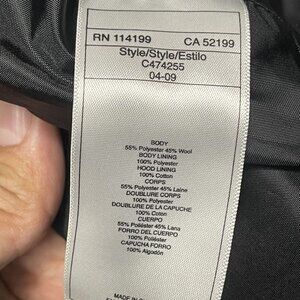 RN 114199 CA 52199
Style/Style/Estilo
C474255
04-09
BODY
55% Polyester 45% Wool
BODY LINING
100% Polyester
HOOD LINING
100% Cotton
CORPS
55% Polyester 45% Laine
DOUBLURE CORPS
100% Polyester
DOUBLURE DE LA CAPUCHE
100% Coton
CUERPO
55% Poliéster 45% Lana
FORRO DEL CUERPO
100% Poliéster
CAPUCHA FORRO
100% Algodón
MADE IN